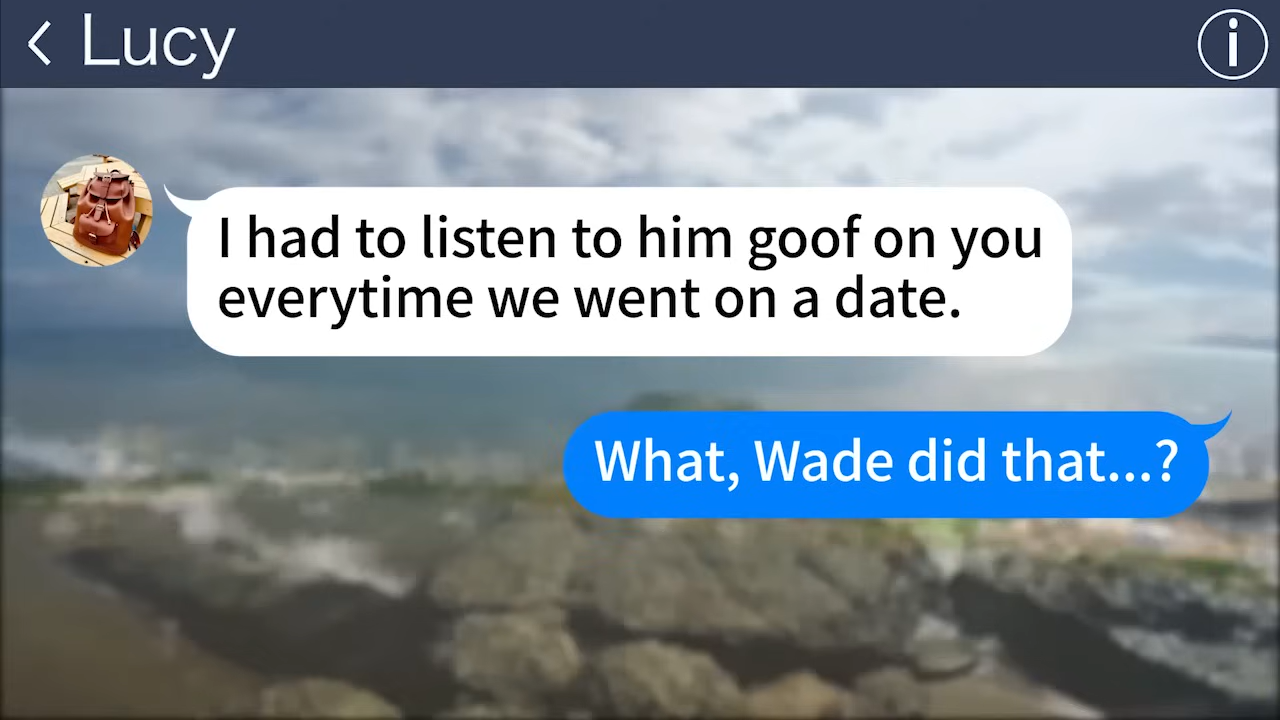 Lucy
I had to listen to him goof on you
everytime we went on a date.
What, Wade did that...?